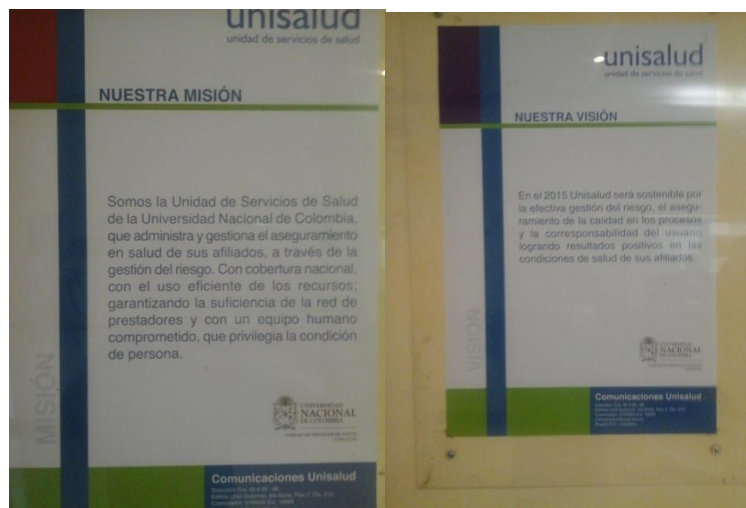 unisalud
unidad de servicios de salud
NUESTRA MISIÓN
Somos la Unidad de Servicios de Salud
de la Universidad Nacional de Colombia,
que administra y gestiona el aseguramiento
en salud de sus afiliados, a través de la
gestión del riesgo. Con cobertura nacional,
con el uso eficiente de los recursos;
garantizando la suficiencia de la red de
prestadores y con un equipo humano
comprometido, que privilegia la condición
de persona.
MISIÓN
UNIVERSIDAD
NACIONAL
DE COLOMBIA
Comunicaciones Unisalud
unisalud
unidad de servicios de salud
NUESTRA VISIÓN
En el 2015 Unisalud será sostenible por
la efectiva gestión del riesgo, el asegu-
ramiento de la calidad en los procesos
y la corresponsabilidad del usuario
logrando resultados positivos en las
condiciones de salud de sus afiliados.
VISIÓN
UNIVERSIDAD
NACIONAL
DE COLOMBIA
Comunicaciones Unisalud